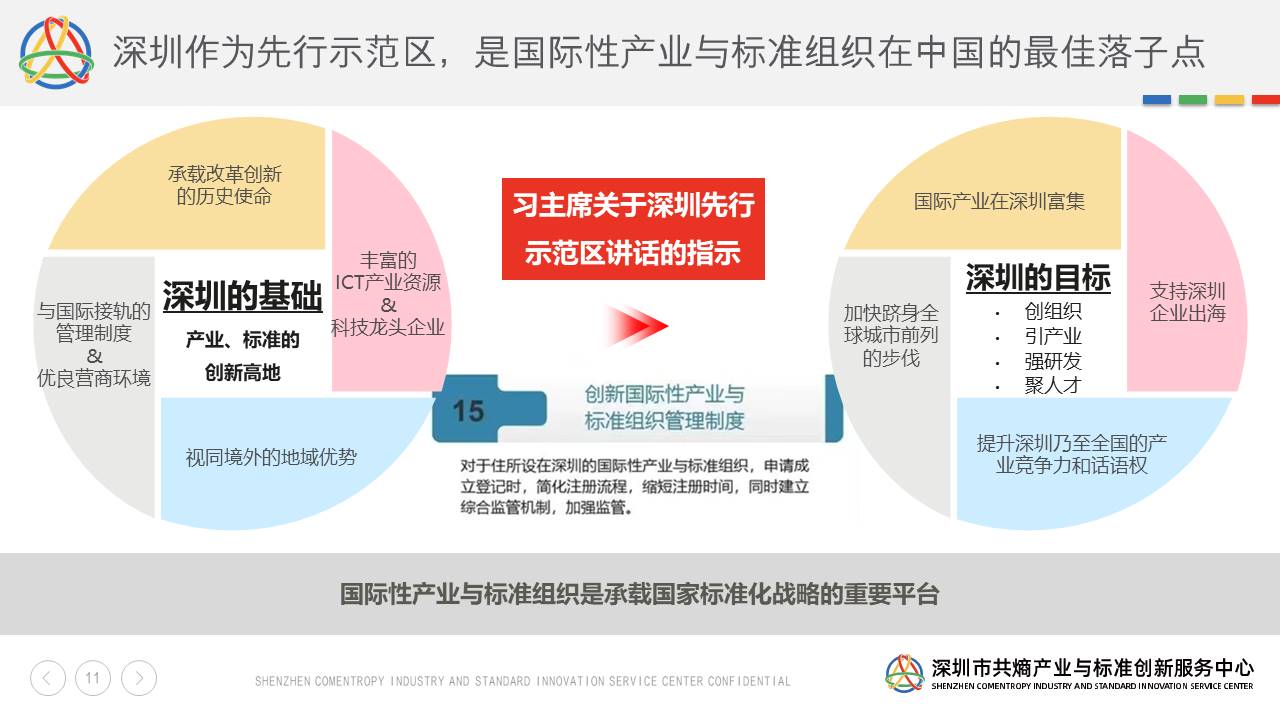 深圳作为先行示范区，是国际性产业与标准组织在中国的最佳落子点
承载改革创新
的历史使命
丰富的
ICT产业资源
&
科技龙头企业
与国际接轨的
管理制度
&
优良营商环境
深圳的基础
产业、标准的
创新高地
视同境外的地域优势
习主席关于深圳先行
示范区讲话的指示
15
创新国际性产业与
标准组织管理制度
对于住所设在深圳的国际性产业与标准组织，申请成
立登记时，简化注册流程，缩短注册时间，同时建立
综合监管机制，加强监管。
国际产业在深圳富集
支持深圳
企业出海
加快跻身全
球城市前列
的步伐
深圳的目标
• 创组织
• 引产业
• 强研发
• 聚人才
提升深圳乃至全国的产
业竞争力和话语权
国际性产业与标准组织是承载国家标准化战略的重要平台
11
SHENZHEN COMENTROPY INDUSTRY AND STANDARD INNOVATION SERVICE CENTER CONFIDENTIAL
深圳市共熵产业与标准创新服务中心
SHENZHEN COMENTROPY INDUSTRY AND STANDARD INNOVATION SERVICE CENTER